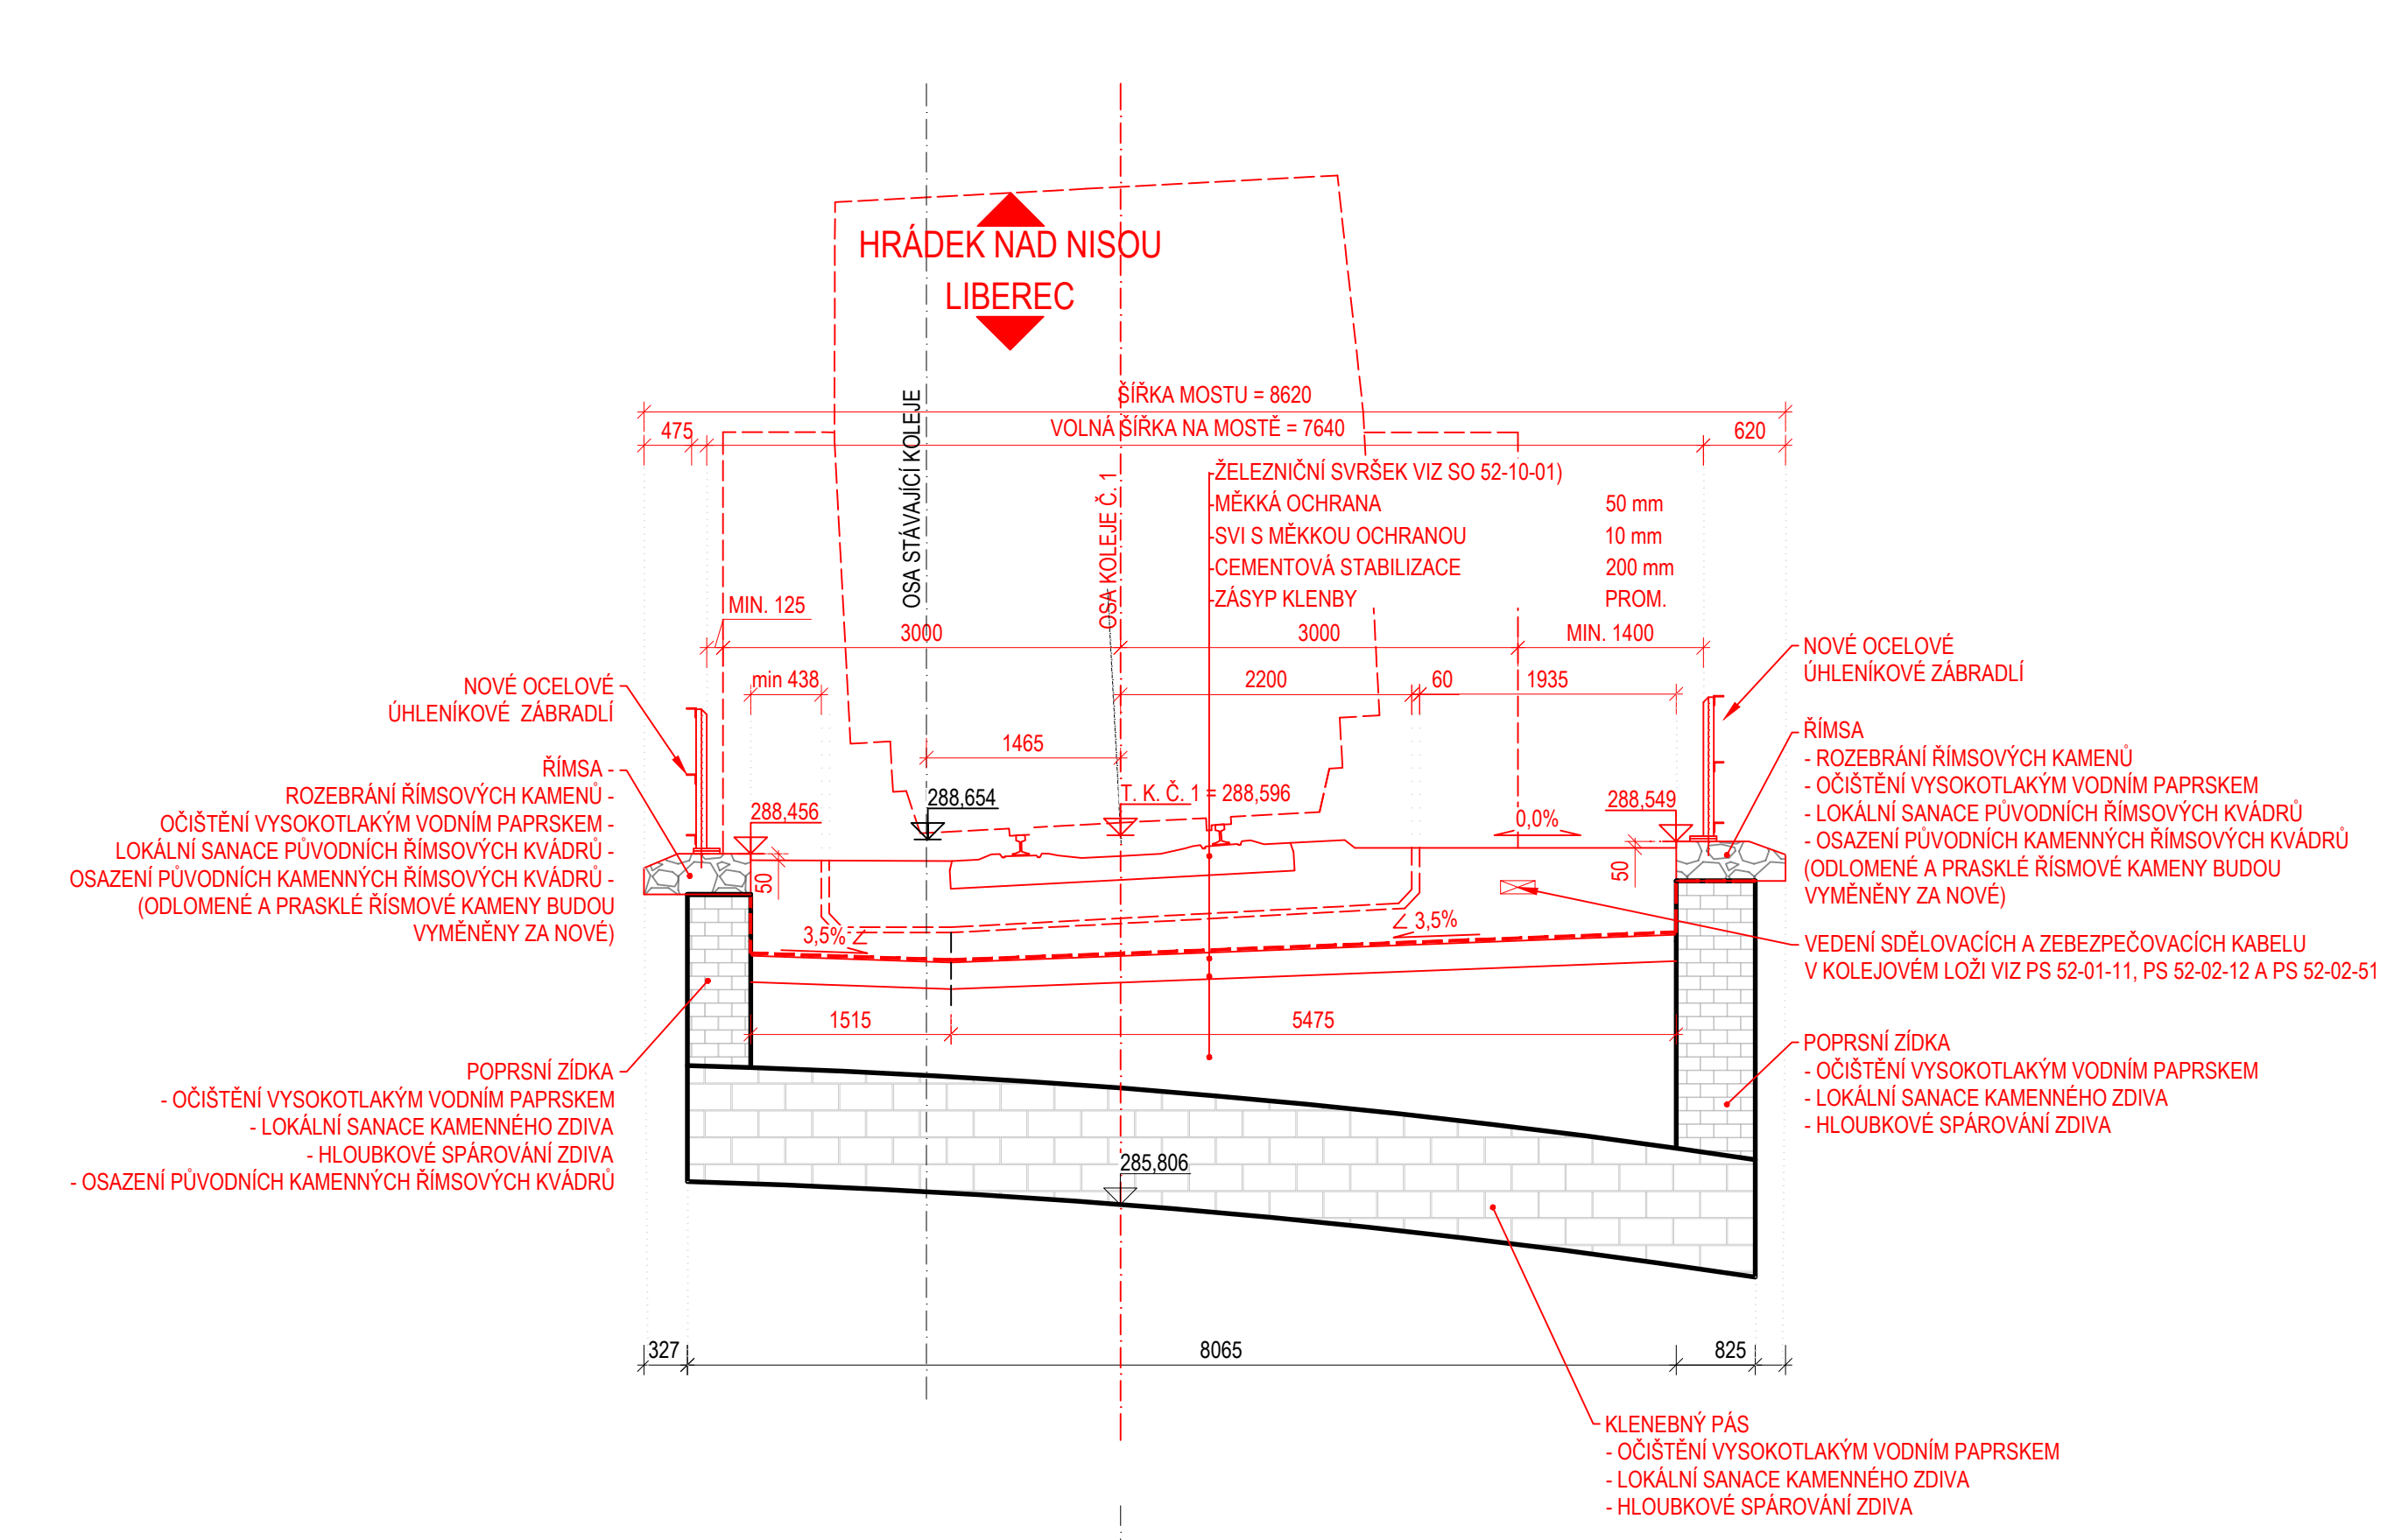 HRÁDEK NAD NISOU
LIBEREC
ŠÍŘKA MOSTU = 8620
475
VOLNÁ ŠÍŘKA NA MOSTĚ = 7640
620
OSA STÁVAJÍCÍ KOLEJE
OSA KOLEJE Č. 1
-ŽELEZNIČNÍ SVRŠEK VIZ SO 52-10-01)
-MĚKKÁ OCHRANA 50 mm
-SVI S MĚKKOU OCHRANOU 10 mm
-CEMENTOVÁ STABILIZACE 200 mm
-ZÁSYP KLENBY PROM.
MIN. 125
3000
3000
MIN. 1400
min 438
2200
60
1935
1465
NOVÉ OCELOVÉ
ÚHLENÍKOVÉ ZÁBRADLÍ
NOVÉ OCELOVÉ
ÚHLENÍKOVÉ ZÁBRADLÍ
288,456
288,654
T. K. Č. 1 = 288,596
288,549
0,0%
50
50
ŘÍMSA -
ROZEBRÁNÍ ŘÍMSOVÝCH KAMENŮ -
OČIŠTĚNÍ VYSOKOTLAKÝM VODNÍM PAPRSKEM -
LOKÁLNÍ SANACE PŮVODNÍCH ŘÍMSOVÝCH KVÁDRŮ -
OSAZENÍ PŮVODNÍCH KAMENNÝCH ŘÍMSOVÝCH KVÁDRŮ -
(ODLOMENÉ A PRASKLÉ ŘÍSMOVÉ KAMENY BUDOU
VYMĚNĚNY ZA NOVÉ)
ŘÍMSA
- ROZEBRÁNÍ ŘÍMSOVÝCH KAMENŮ
- OČIŠTĚNÍ VYSOKOTLAKÝM VODNÍM PAPRSKEM
- LOKÁLNÍ SANACE PŮVODNÍCH ŘÍMSOVÝCH KVÁDRŮ
- OSAZENÍ PŮVODNÍCH KAMENNÝCH ŘÍMSOVÝCH KVÁDRŮ
(ODLOMENÉ A PRASKLÉ ŘÍSMOVÉ KAMENY BUDOU
VYMĚNĚNY ZA NOVÉ)
3,5%
3,5%
VEDENÍ SDĚLOVACÍCH A ZEBEZPEČOVACÍCH KABELU
V KOLEJOVÉM LOŽI VIZ PS 52-01-11, PS 52-02-12 A PS 52-02-51
1515
5475
POPRSNÍ ZÍDKA
- OČIŠTĚNÍ VYSOKOTLAKÝM VODNÍM PAPRSKEM
- LOKÁLNÍ SANACE KAMENNÉHO ZDIVA
- HLOUBKOVÉ SPÁROVÁNÍ ZDIVA
- OSAZENÍ PŮVODNÍCH KAMENNÝCH ŘÍMSOVÝCH KVÁDRŮ
POPRSNÍ ZÍDKA
- OČIŠTĚNÍ VYSOKOTLAKÝM VODNÍM PAPRSKEM
- LOKÁLNÍ SANACE KAMENNÉHO ZDIVA
- HLOUBKOVÉ SPÁROVÁNÍ ZDIVA
285,806
327
8065
825
KLENEBNÝ PÁS
- OČIŠTĚNÍ VYSOKOTLAKÝM VODNÍM PAPRSKEM
- LOKÁLNÍ SANACE KAMENNÉHO ZDIVA
- HLOUBKOVÉ SPÁROVÁNÍ ZDIVA